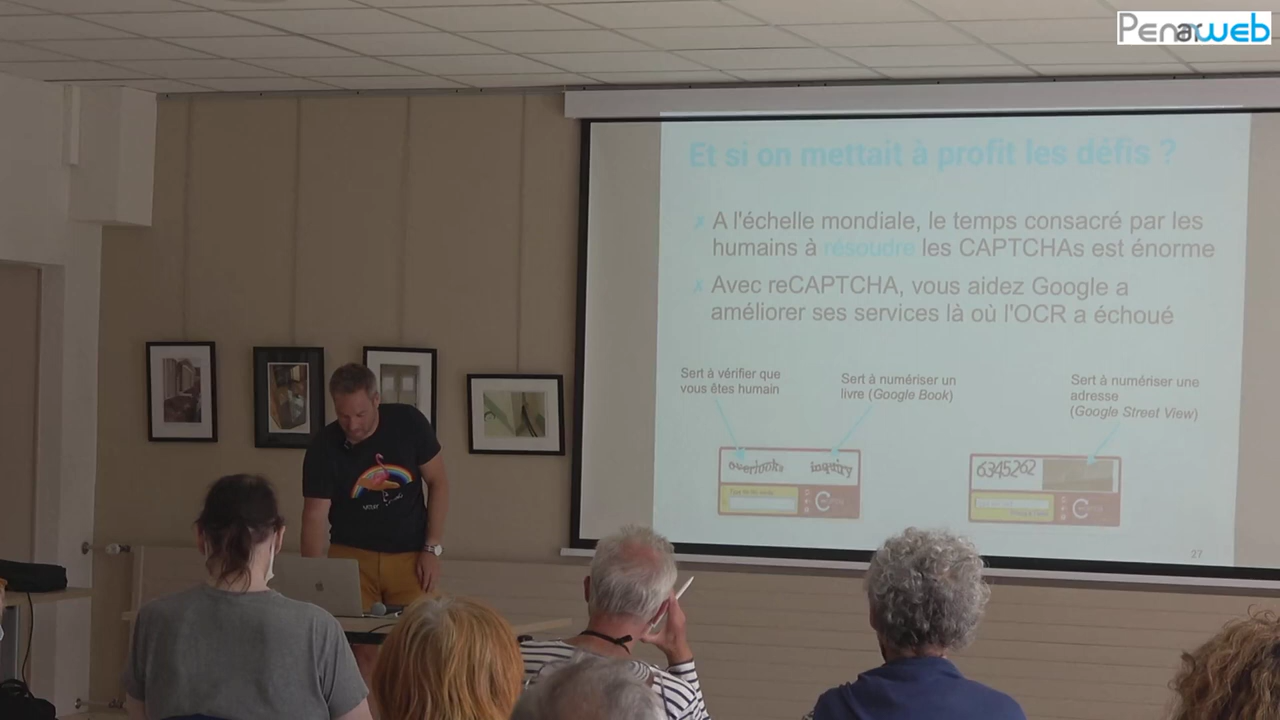 Penarweb
Et si on mettait à profit les défis ?
✗ A l'échelle mondiale, le temps consacré par les
humains à résoudre les CAPTCHAs est énorme
✗ Avec reCAPTCHA, vous aidez Google a
améliorer ses services là où l'OCR a échoué
Sert à vérifier que
vous êtes humain
Sert à numériser un
livre (Google Book)
Sert à numériser une
adresse
(Google Street View)
overlooks inquiry
6345262
27